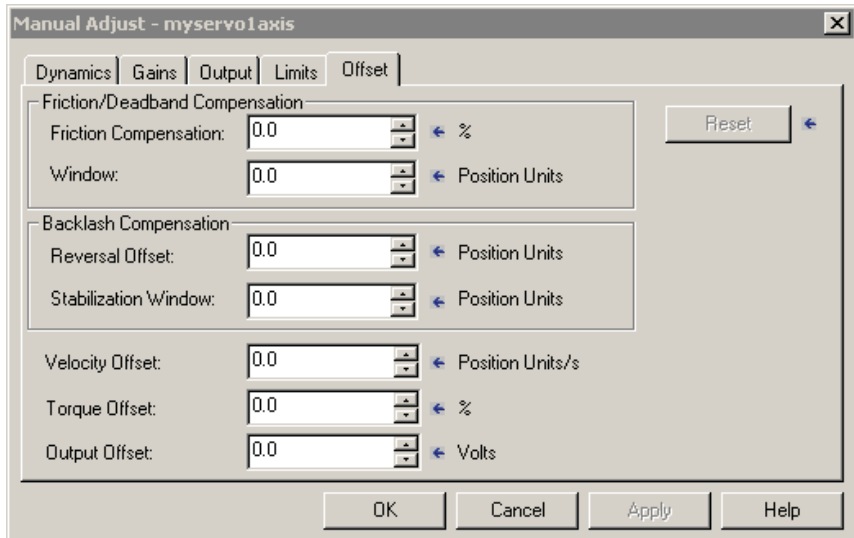 Manual Adjust - myservo1axis
Dynamics Gains Output Limits Offset
Friction/Deadband Compensation
Friction Compensation: 0.0 %
Reset
Window: 0.0 Position Units
Backlash Compensation
Reversal Offset: 0.0 Position Units
Stabilization Window: 0.0 Position Units
Velocity Offset: 0.0 Position Units/s
Torque Offset: 0.0 %
Output Offset: 0.0 Volts
OK Cancel Apply Help